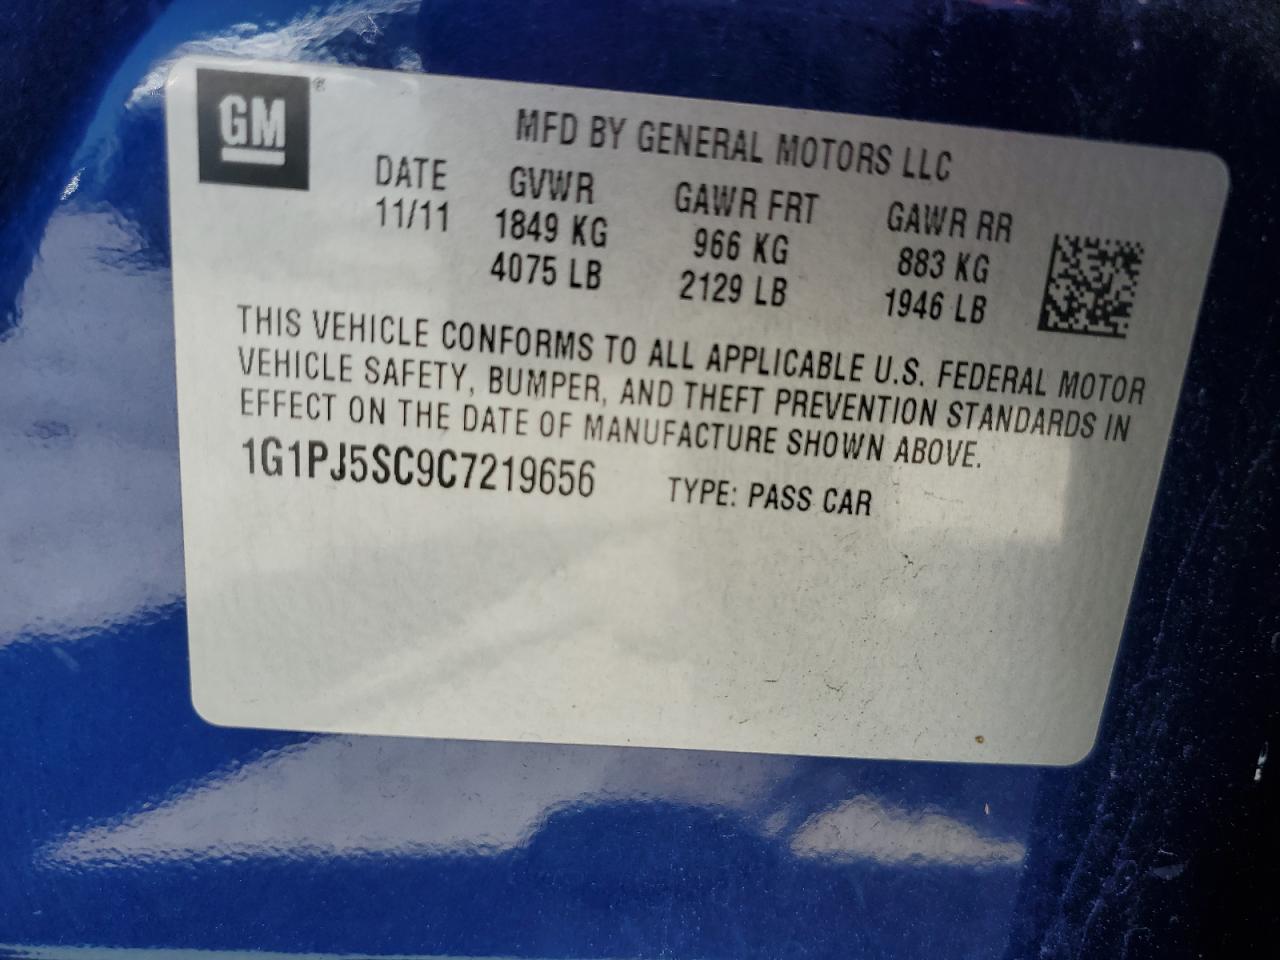 GM
MFD BY GENERAL MOTORS LLC
DATE GVWR GAWR FRT GAWR RR
11/11 1849 KG 966 KG 883 KG
4075 LB 2129 LB 1946 LB
THIS VEHICLE CONFORMS TO ALL APPLICABLE U.S. FEDERAL MOTOR
VEHICLE SAFETY, BUMPER, AND THEFT PREVENTION STANDARDS IN
EFFECT ON THE DATE OF MANUFACTURE SHOWN ABOVE.
1G1PJ5SC9C7219656 TYPE: PASS CAR